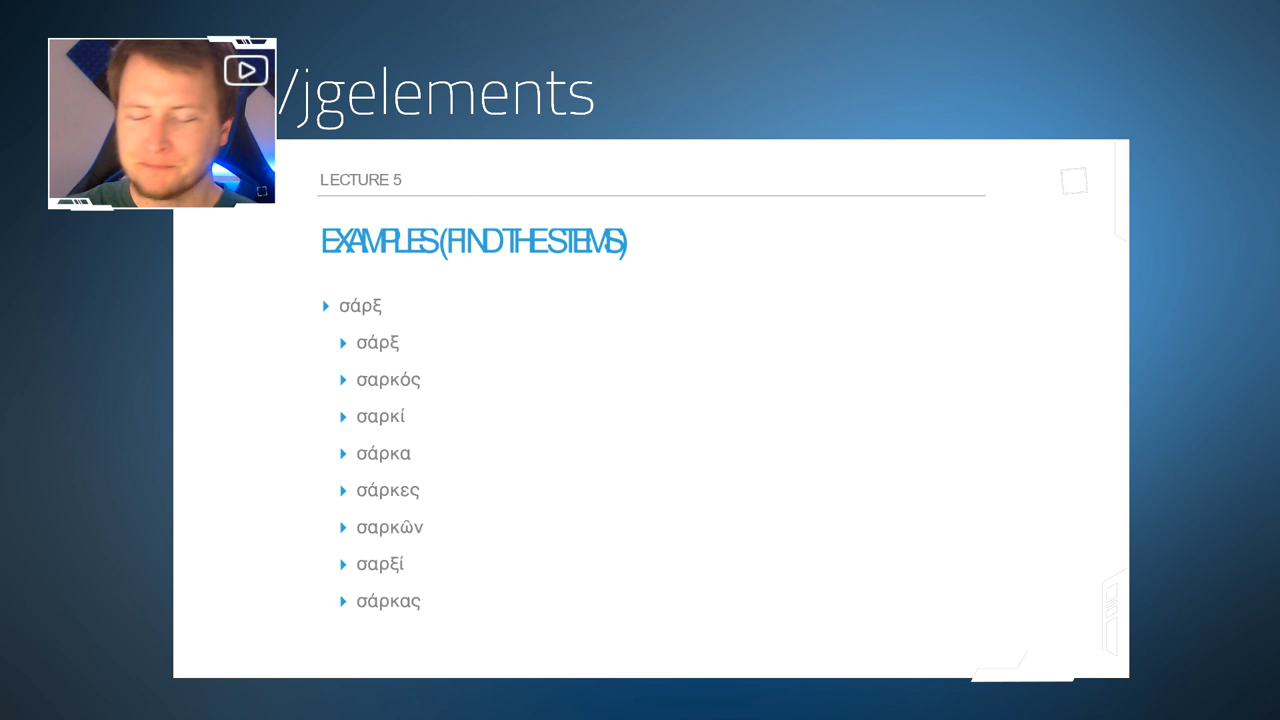 /jgelements
LECTURE 5
EXAMPLES (FIND THE STEMS)
σάρξ
σάρξ
σαρκός
σαρκί
σάρκα
σάρκες
σαρκῶν
σαρξί
σάρκας